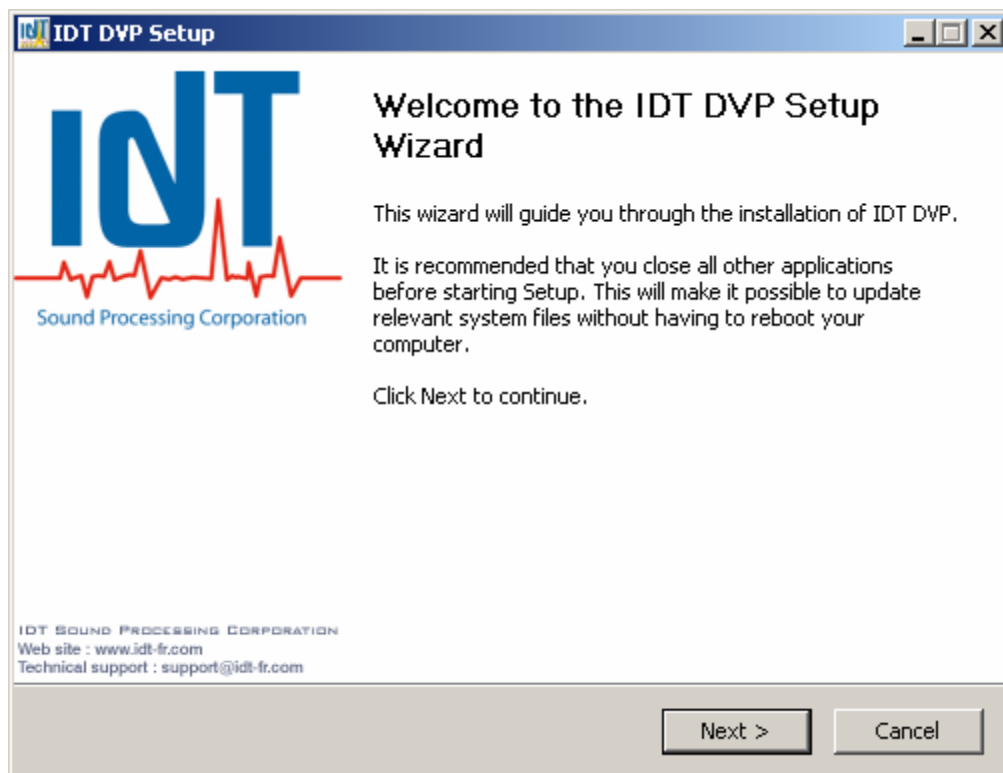 IDT DVP Setup
IDT
Sound Processing Corporation
Welcome to the IDT DVP Setup
Wizard
This wizard will guide you through the installation of IDT DVP.
It is recommended that you close all other applications
before starting Setup. This will make it possible to update
relevant system files without having to reboot your
computer.
Click Next to continue.
IDT SOUND PROCESSING CORPORATION
Web site : www.idt-fr.com
Technical support : support@idt-fr.com
Next >
Cancel